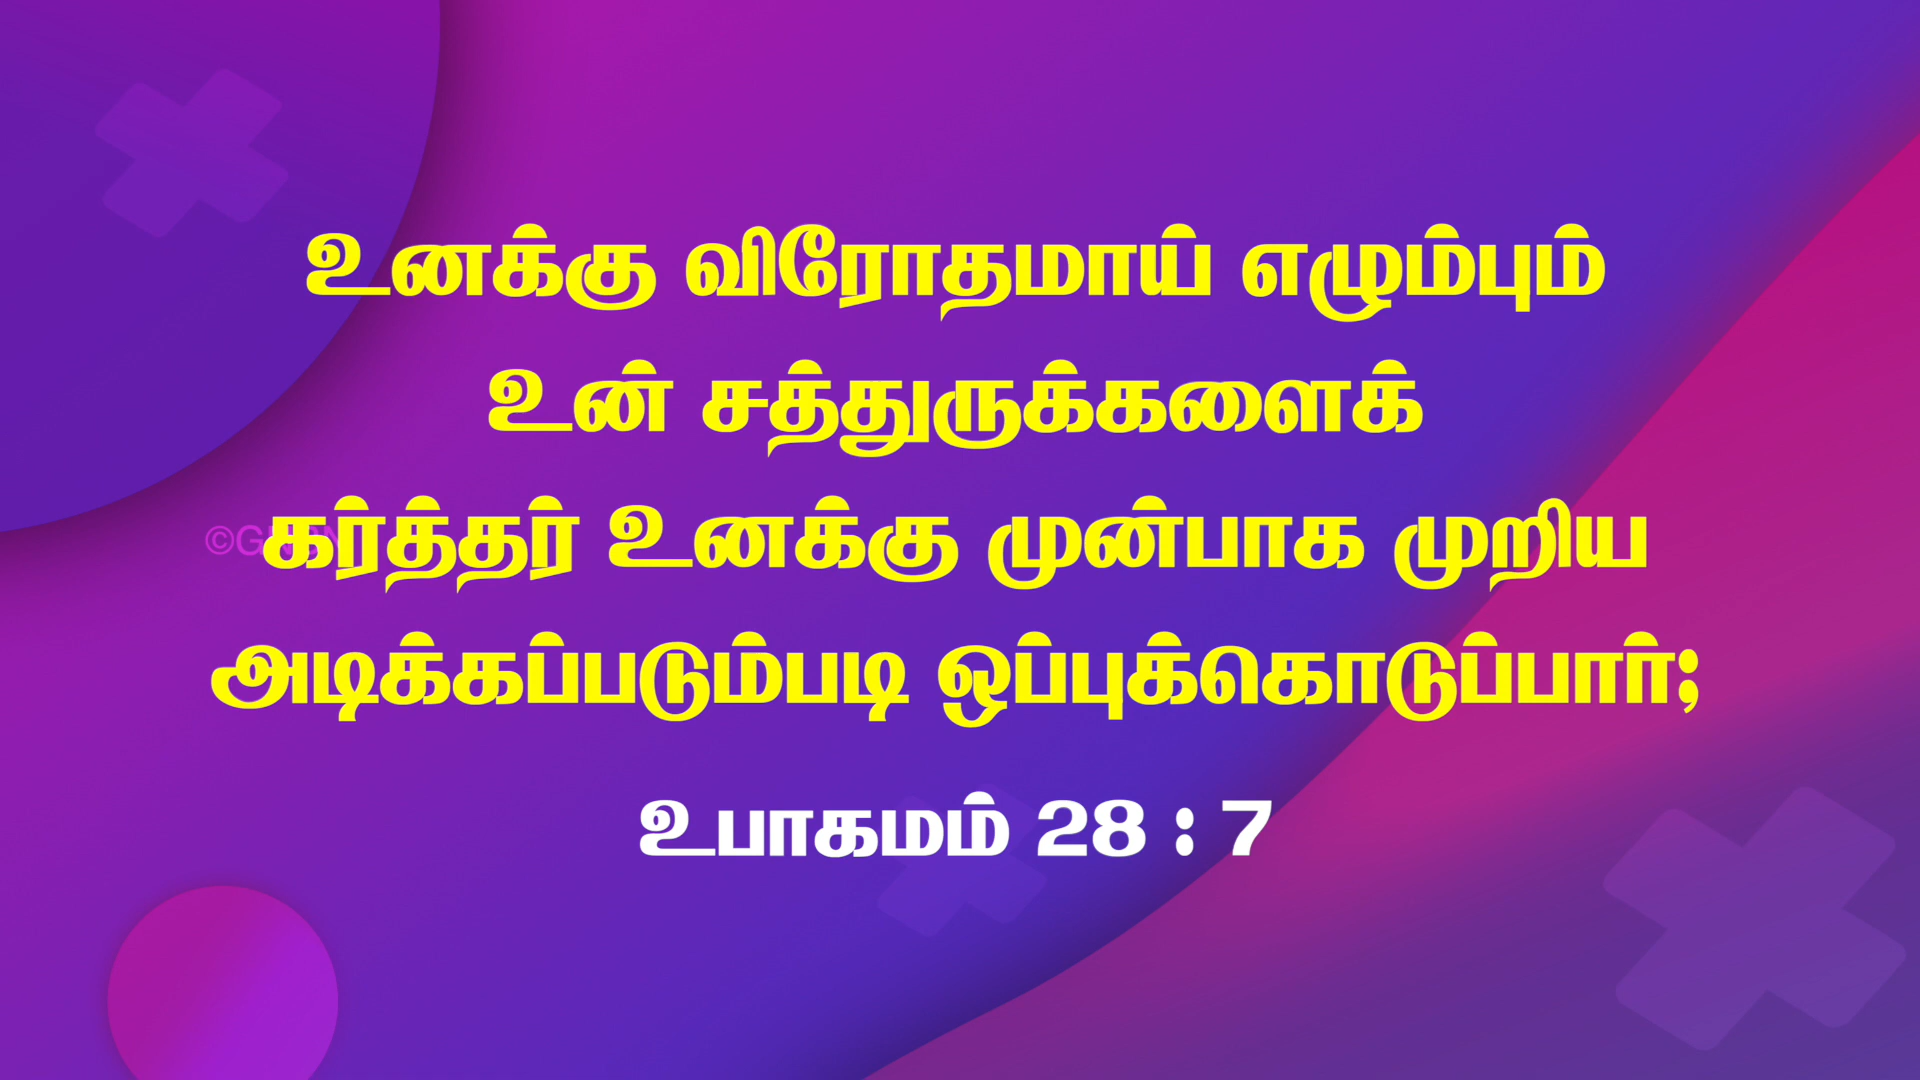 உனக்கு விரோதமாய் எழும்பும்
உன் சத்துருக்களைக்
கர்த்தர் உனக்கு முன்பாக முறிய
அடிக்கப்படும்படி ஒப்புக்கொடுப்பார்;
உபாகமம் 28 : 7